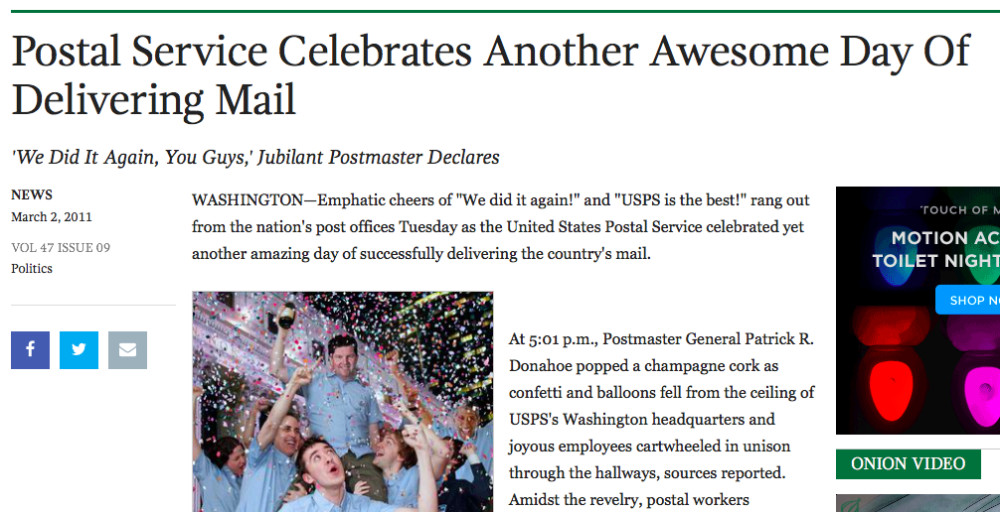 Postal Service Celebrates Another Awesome Day Of
Delivering Mail
'We Did It Again, You Guys,' Jubilant Postmaster Declares
NEWS
March 2, 2011
VOL 47 ISSUE 09
Politics
WASHINGTON—Emphatic cheers of "We did it again!" and "USPS is the best!" rang out
from the nation's post offices Tuesday as the United States Postal Service celebrated yet
another amazing day of successfully delivering the country's mail.
At 5:01 p.m., Postmaster General Patrick R.
Donahoe popped a champagne cork as
confetti and balloons fell from the ceiling of
USPS's Washington headquarters and
joyous employees cartwheeled in unison
through the hallways, sources reported.
Amidst the revelry, postal workers
TOUCH OF M
MOTION AC
TOILET NIGHT
SHOP N
ONION VIDEO